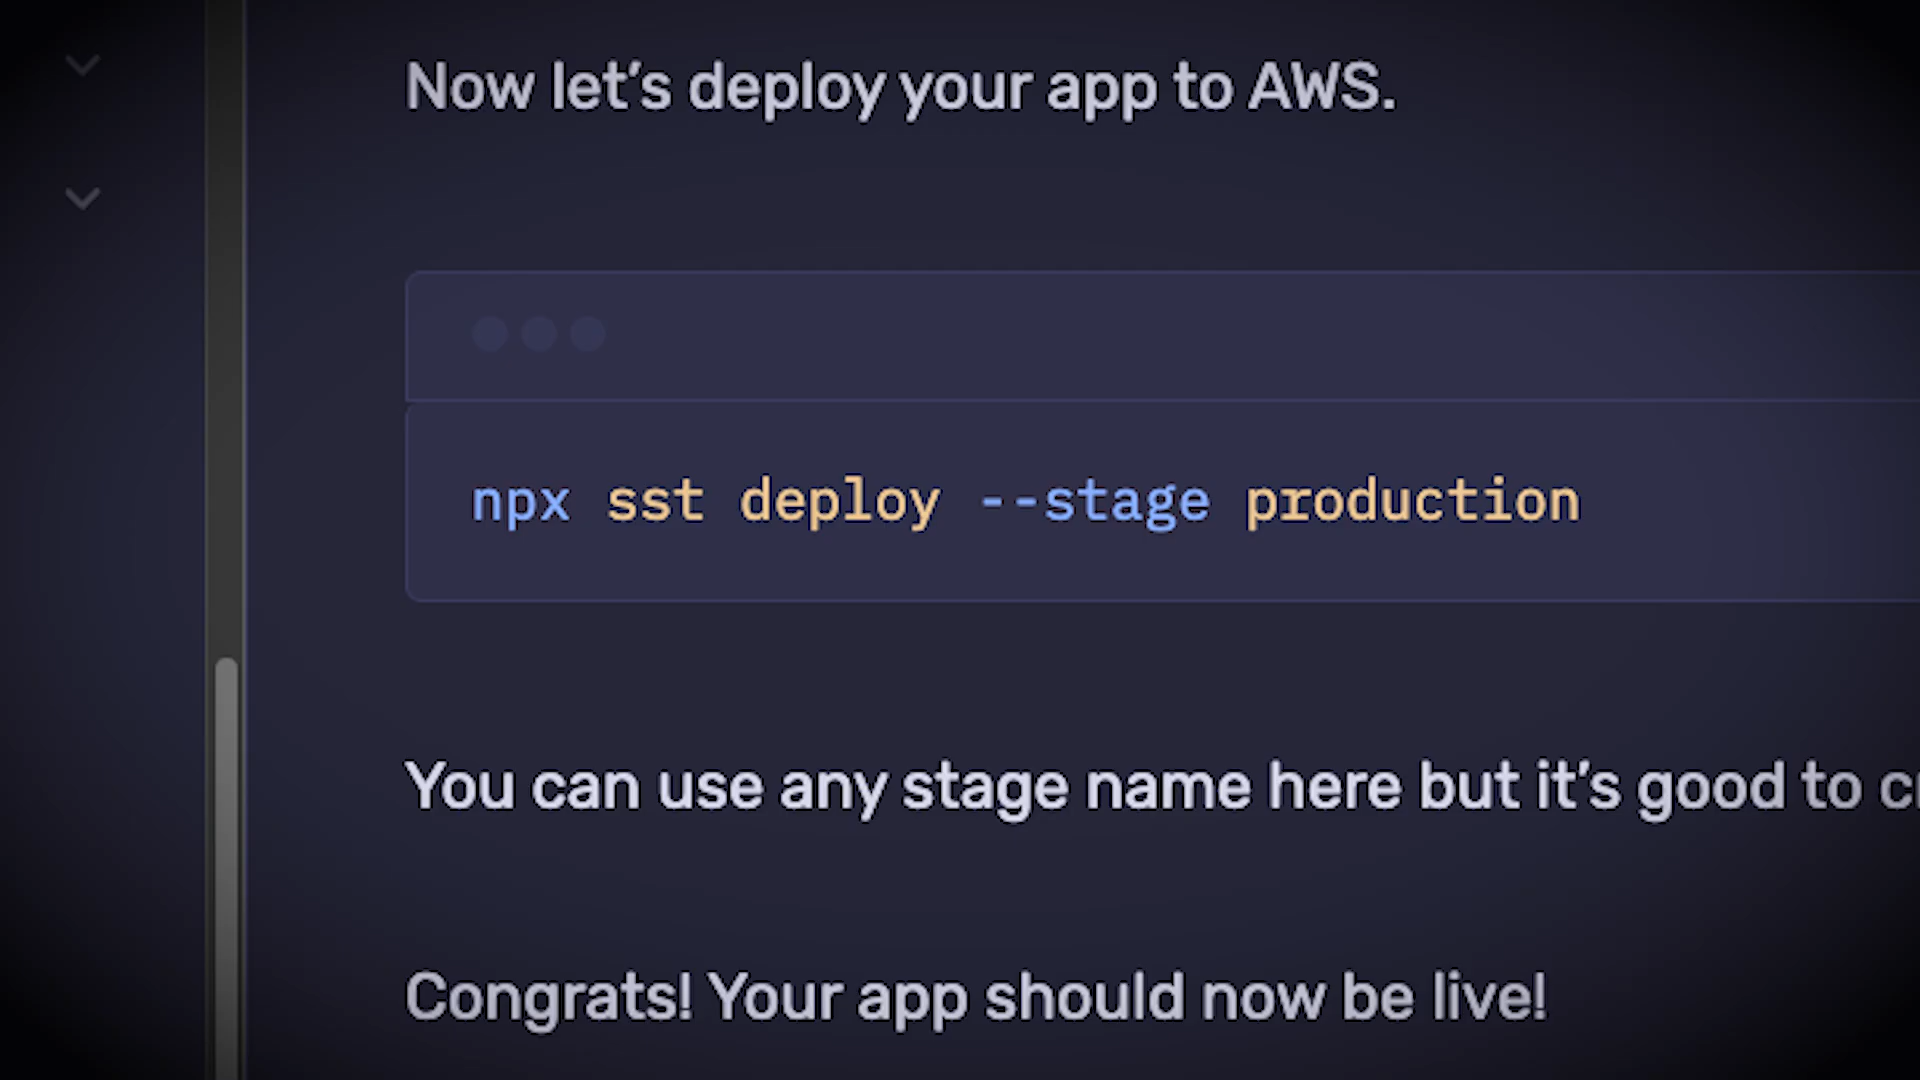 Now let’s deploy your app to AWS.
npx sst deploy --stage production
You can use any stage name here but it’s good to
Congrats! Your app should now be live!